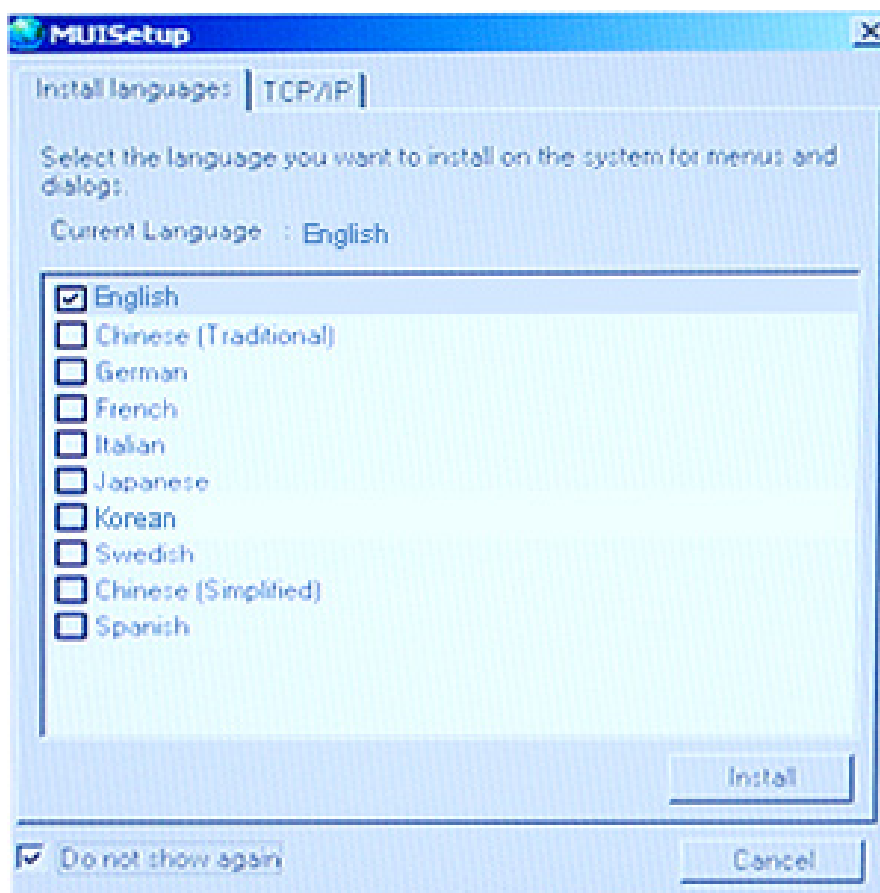 MUISetup
Install languages TCP/IP
Select the language you want to install on the system for menus and
dialogs.
Current Language : English
English
Chinese (Traditional)
German
French
Italian
Japanese
Korean
Swedish
Chinese (Simplified)
Spanish
Install
Do not show again
Cancel